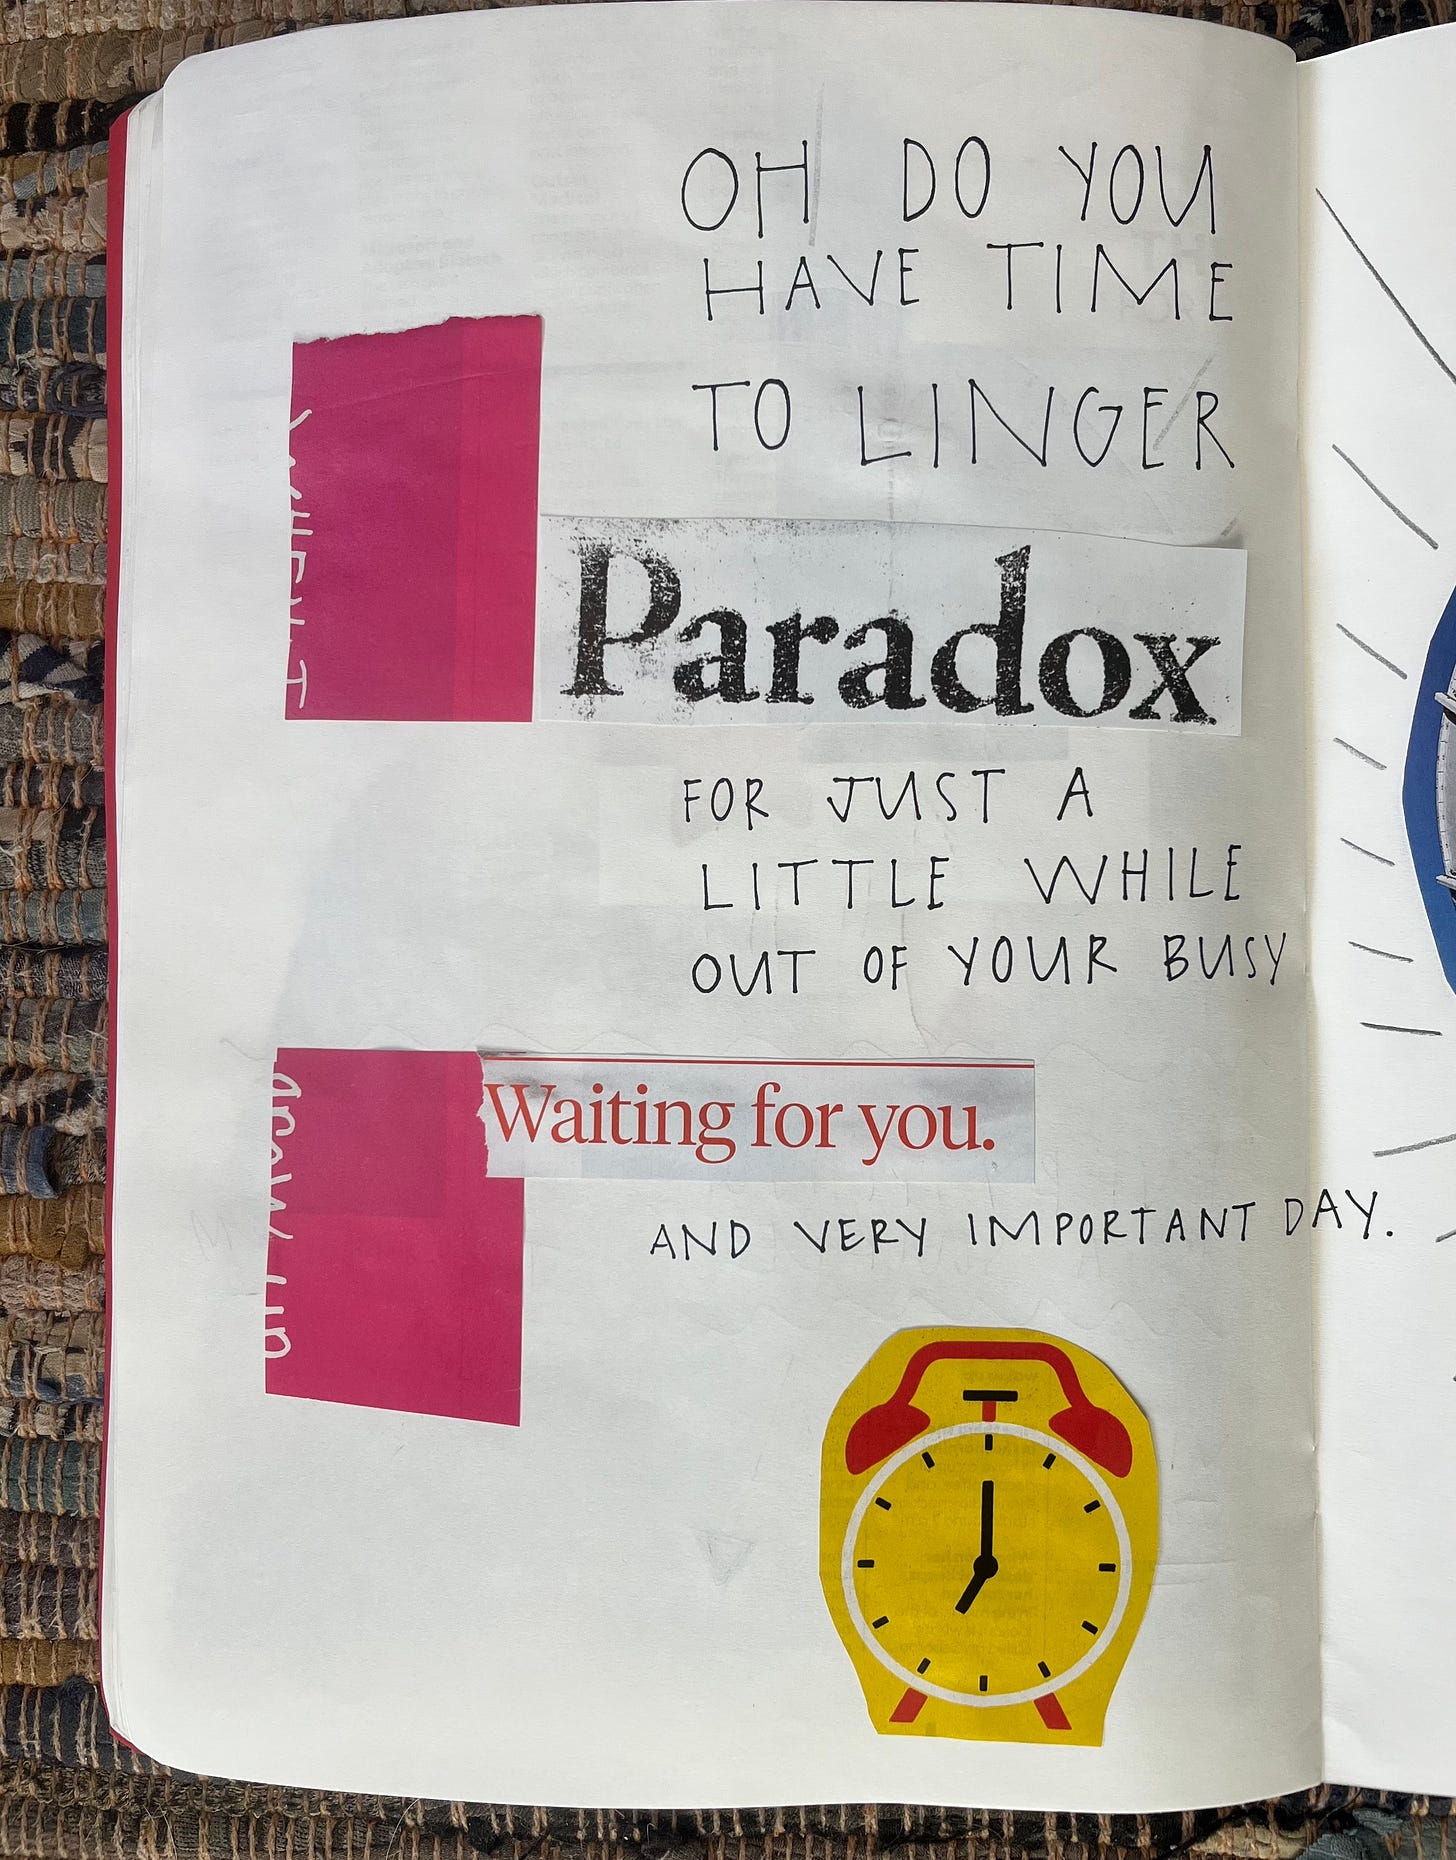 OH DO YOU
HAVE TIME
TO LINGER
Paradox
FOR JUST A
LITTLE WHILE
OUT OF YOUR BUSY
Waiting for you.
AND VERY IMPORTANT DAY.